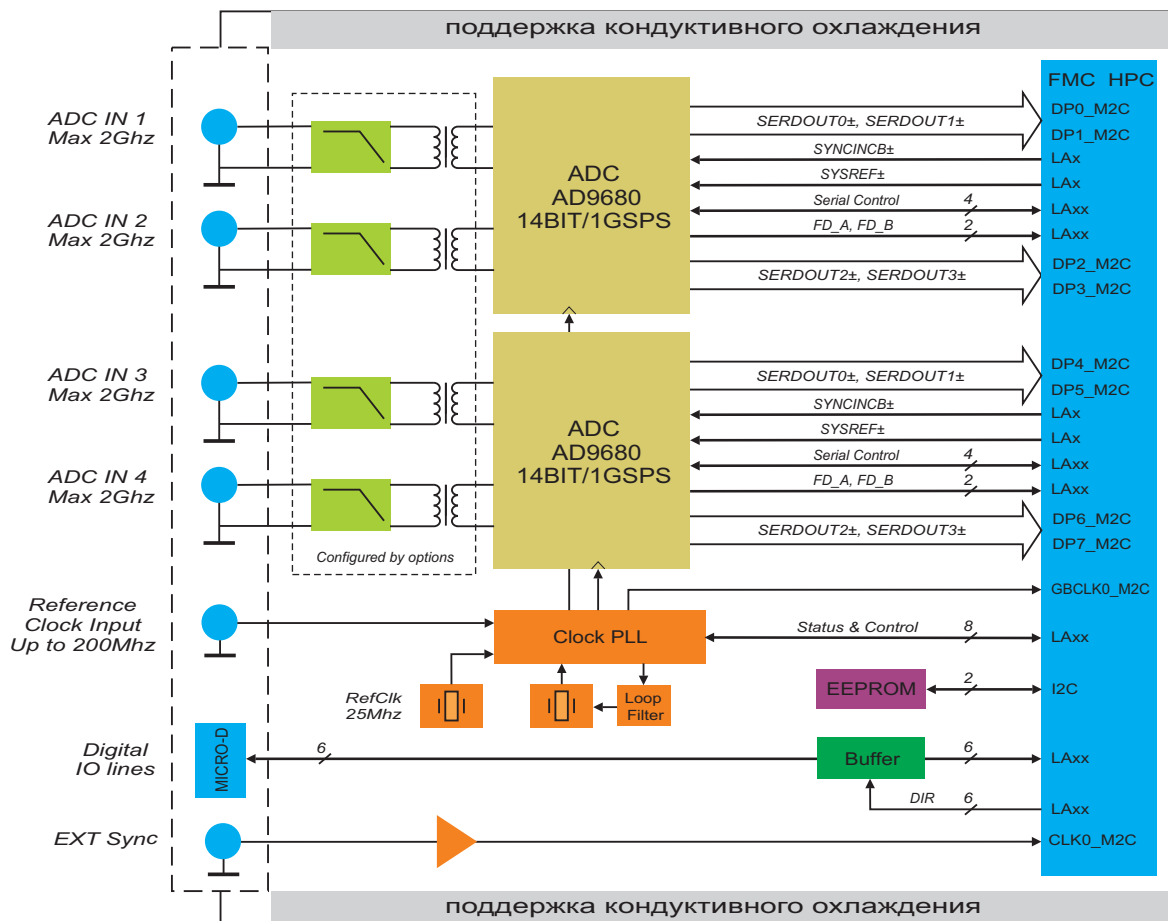 поддержка кондуктивного охлаждения
FMC HPC
ADC IN 1
Max 2Ghz
ADC IN 2
Max 2Ghz
ADC
AD9680
14BIT/1GSPS
SERDOUT0±, SERDOUT1±
DP0_M2C
DP1_M2C
SYNCINCB±
LAx
SYSREF±
LAx
Serial Control
4
LAxx
FD_A, FD_B
2
LAxx
SERDOUT2±, SERDOUT3±
DP2_M2C
DP3_M2C
ADC IN 3
Max 2Ghz
ADC IN 4
Max 2Ghz
Configured by options
ADC
AD9680
14BIT/1GSPS
SERDOUT0±, SERDOUT1±
DP4_M2C
DP5_M2C
SYNCINCB±
LAx
SYSREF±
LAx
Serial Control
4
LAxx
FD_A, FD_B
2
LAxx
SERDOUT2±, SERDOUT3±
DP6_M2C
DP7_M2C
GBCLK0_M2C
Reference
Clock Input
Up to 200Mhz
Clock PLL
Status & Control
8
LAxx
RefClk
25Mhz
Loop
Filter
EEPROM
2
I2C
Digital
IO lines
MICRO-D
6
Buffer
6
LAxx
DIR
6
LAxx
EXT Sync
CLK0_M2C
поддержка кондуктивного охлаждения